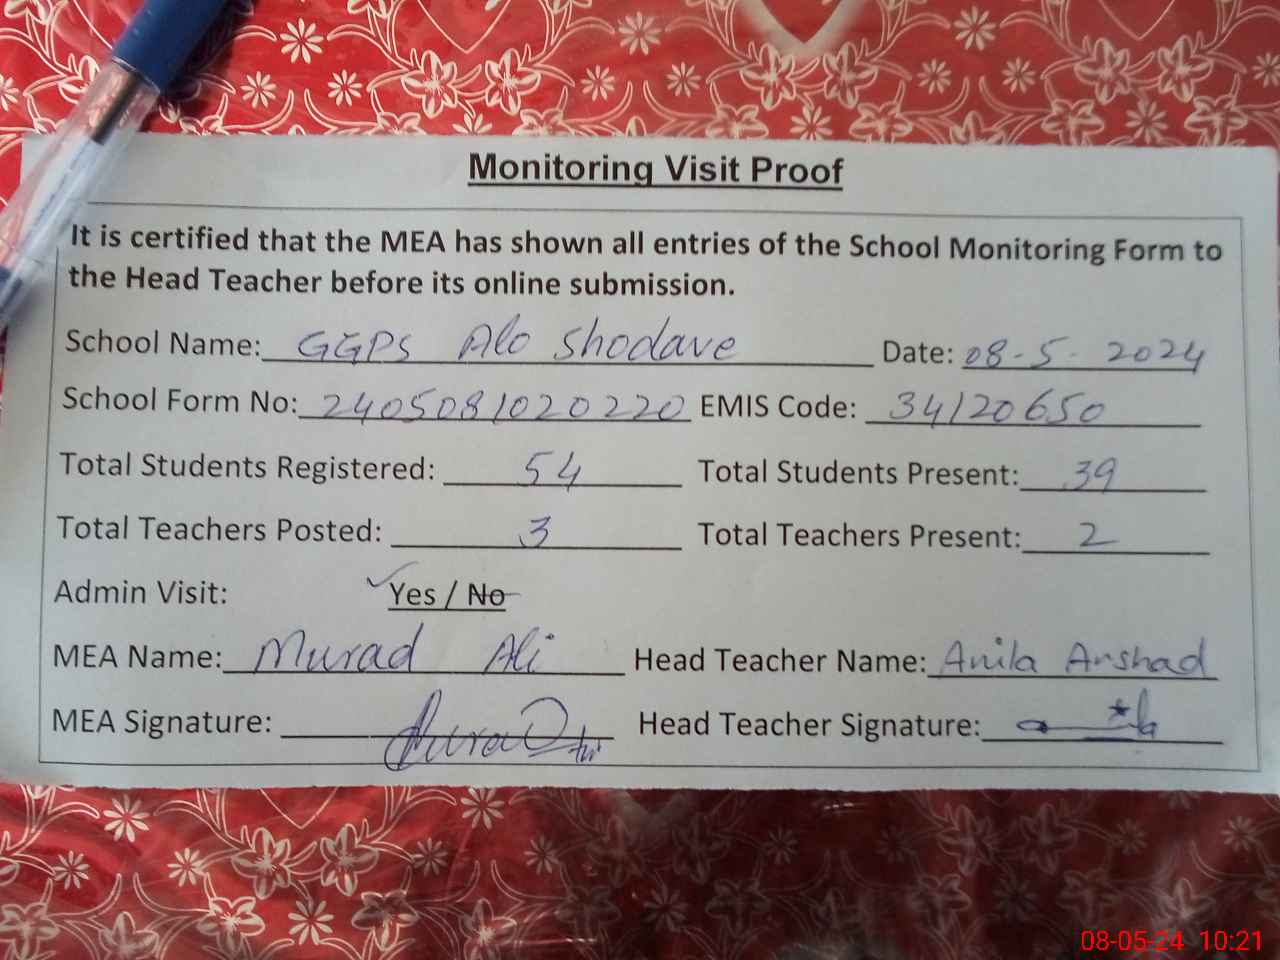 Monitoring Visit Proof
It is certified that the MEA has shown all entries of the School Monitoring Form to
the Head Teacher before its online submission.
School Name: GGPS Alo Shodave Date: 08-5-2024
School Form No: 2405081020220 EMIS Code: 34120650
Total Students Registered: 54 Total Students Present: 39
Total Teachers Posted: 3 Total Teachers Present: 2
Admin Visit: Yes / No
MEA Name: Murad Ali Head Teacher Name: Anila Arshad
MEA Signature: Head Teacher Signature:
08-05-24 10:21